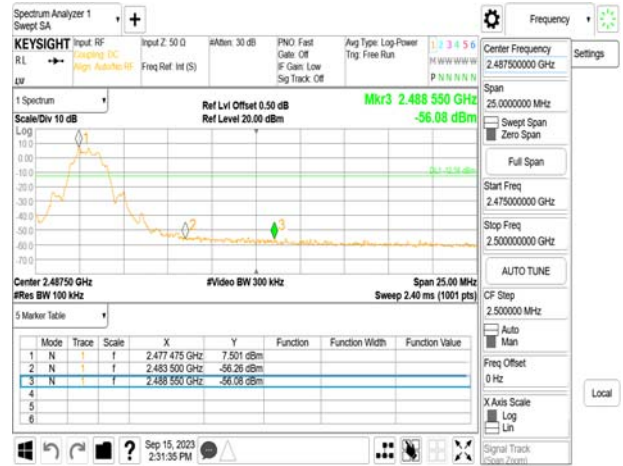 Spectrum Analyzer 1
Swept SA
+
Frequency
KEYSIGHT
RL
Input: RF
Coupling: DC
Align: Auto/No RF
Input Z: 50 Ω
Freq Ref: Int (S)
#Atten: 30 dB
PNO: Fast
Gate: Off
IF Gain: Low
Sig Track: Off
Avg Type: Log-Power
Trig: Free Run
1 2 3 4 5 6
M W W W W W
P N N N N N
Center Frequency
2.487500000 GHz
Settings
Span
25.0000000 MHz
Swept Span
Zero Span
Full Span
Start Freq
2.475000000 GHz
Stop Freq
2.500000000 GHz
AUTO TUNE
CF Step
2.500000 MHz
Auto
Man
Freq Offset
0 Hz
X Axis Scale
Log
Lin
Signal Track
(Span Zoom)
Local
1 Spectrum
Scale/Div 10 dB
Ref Lvl Offset 0.50 dB
Ref Level 20.00 dBm
Mkr3 2.488 550 GHz
-56.08 dBm
Log
10.0
0.00
-10.0
-20.0
-30.0
-40.0
-50.0
-60.0
-70.0
1
2
3
Center 2.48750 GHz
#Res BW 100 kHz
#Video BW 300 kHz
Span 25.00 MHz
Sweep 2.40 ms (1001 pts)
5 Marker Table
Mode Trace Scale X Y Function Function Width Function Value
1 N 1 f 2.477 475 GHz 7.501 dBm
2 N 1 f 2.483 500 GHz -56.26 dBm
3 N 1 f 2.488 550 GHz -56.08 dBm
4
5
6
?
Sep 15, 2023
2:31:35 PM